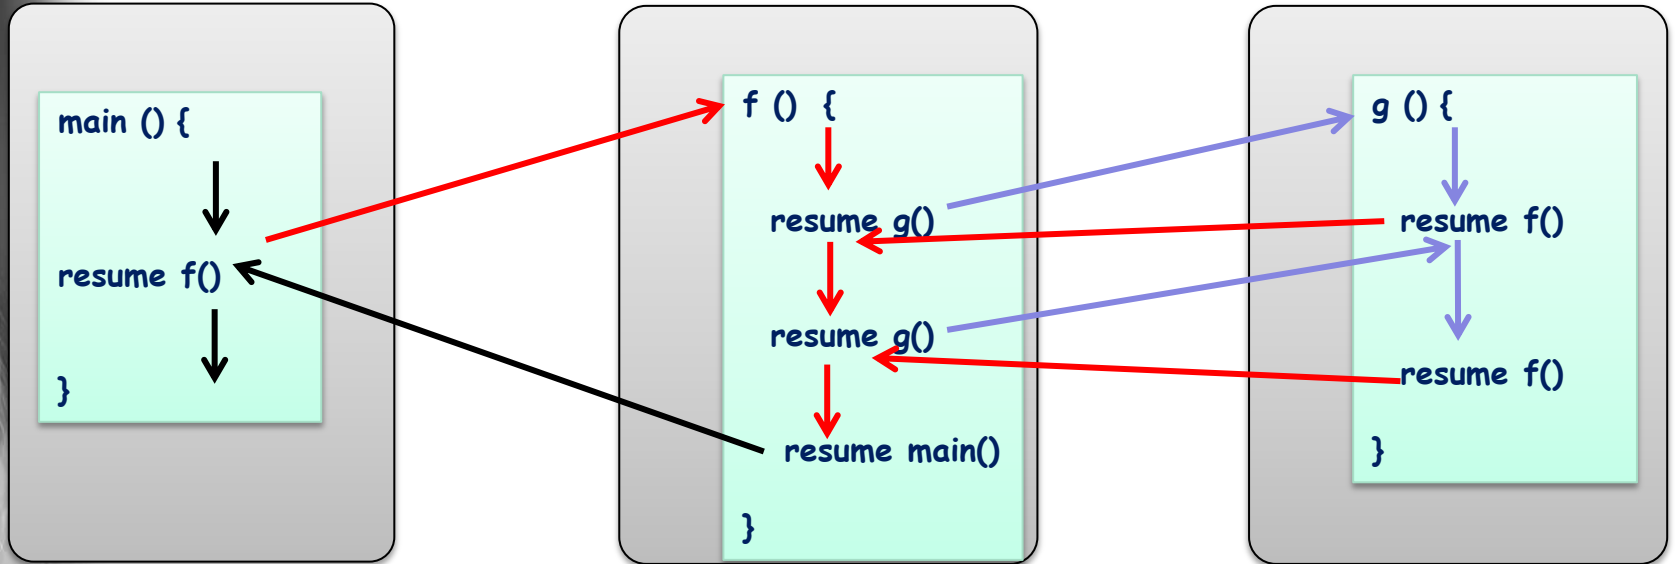 main () {
resume f()
}
f () {
resume g()
resume g()
resume main()
}
g () {
resume f()
resume f()
}